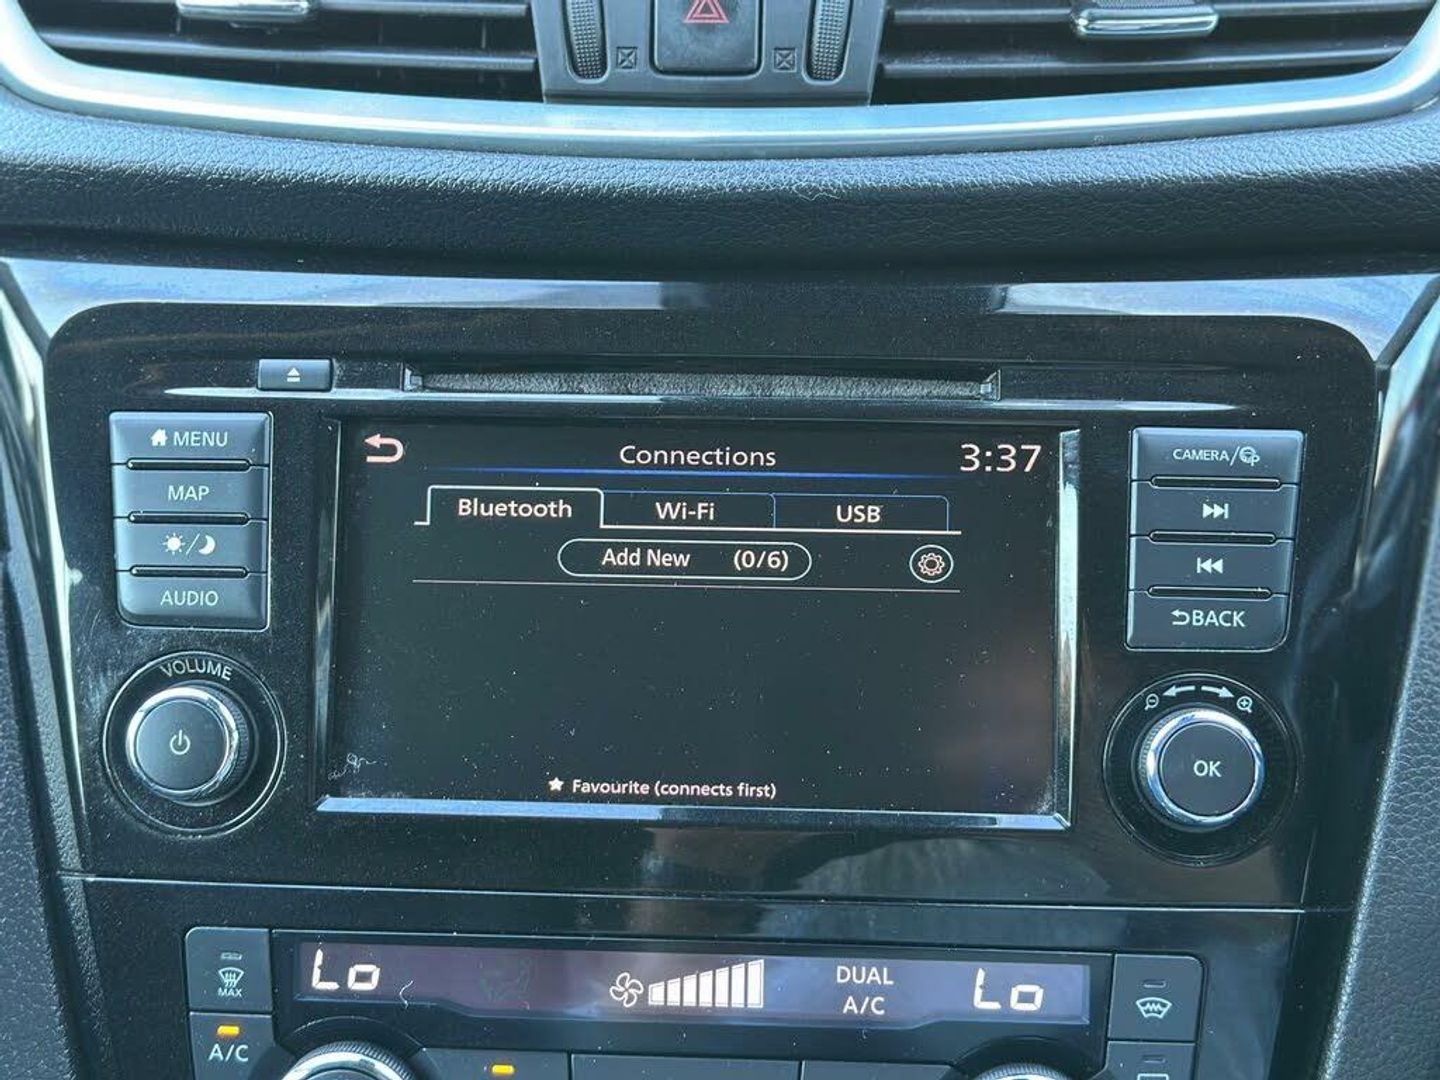 Connections
3:37
MENU
MAP
AUDIO
Bluetooth Wi-Fi USB
Add New (0/6)
Favourite (connects first)
CAMERA/
BACK
VOLUME
OK
MAX
A/C
Lo
DUAL
A/C
Lo